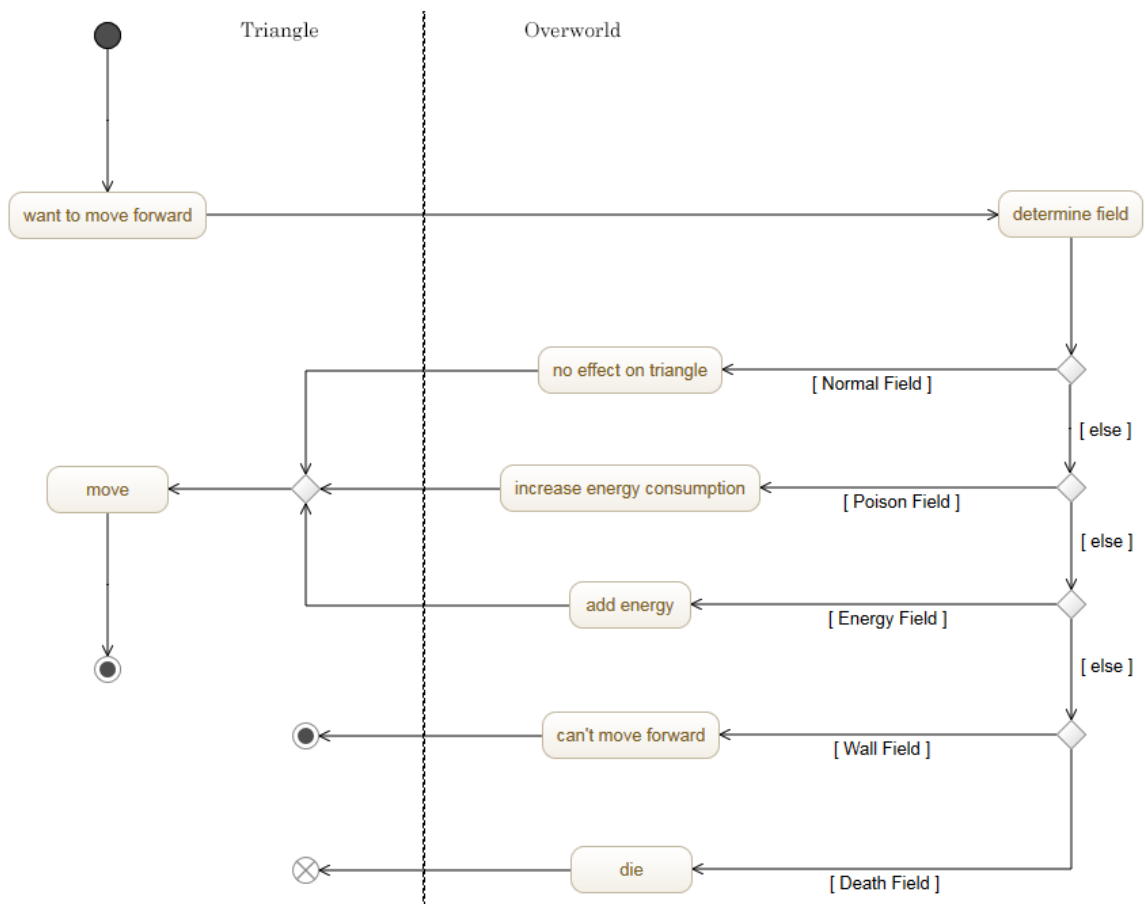 Triangle
Overworld
want to move forward
determine field
no effect on triangle
[ Normal Field ]
[ else ]
move
increase energy consumption
[ Poison Field ]
[ else ]
add energy
[ Energy Field ]
[ else ]
can't move forward
[ Wall Field ]
die
[ Death Field ]